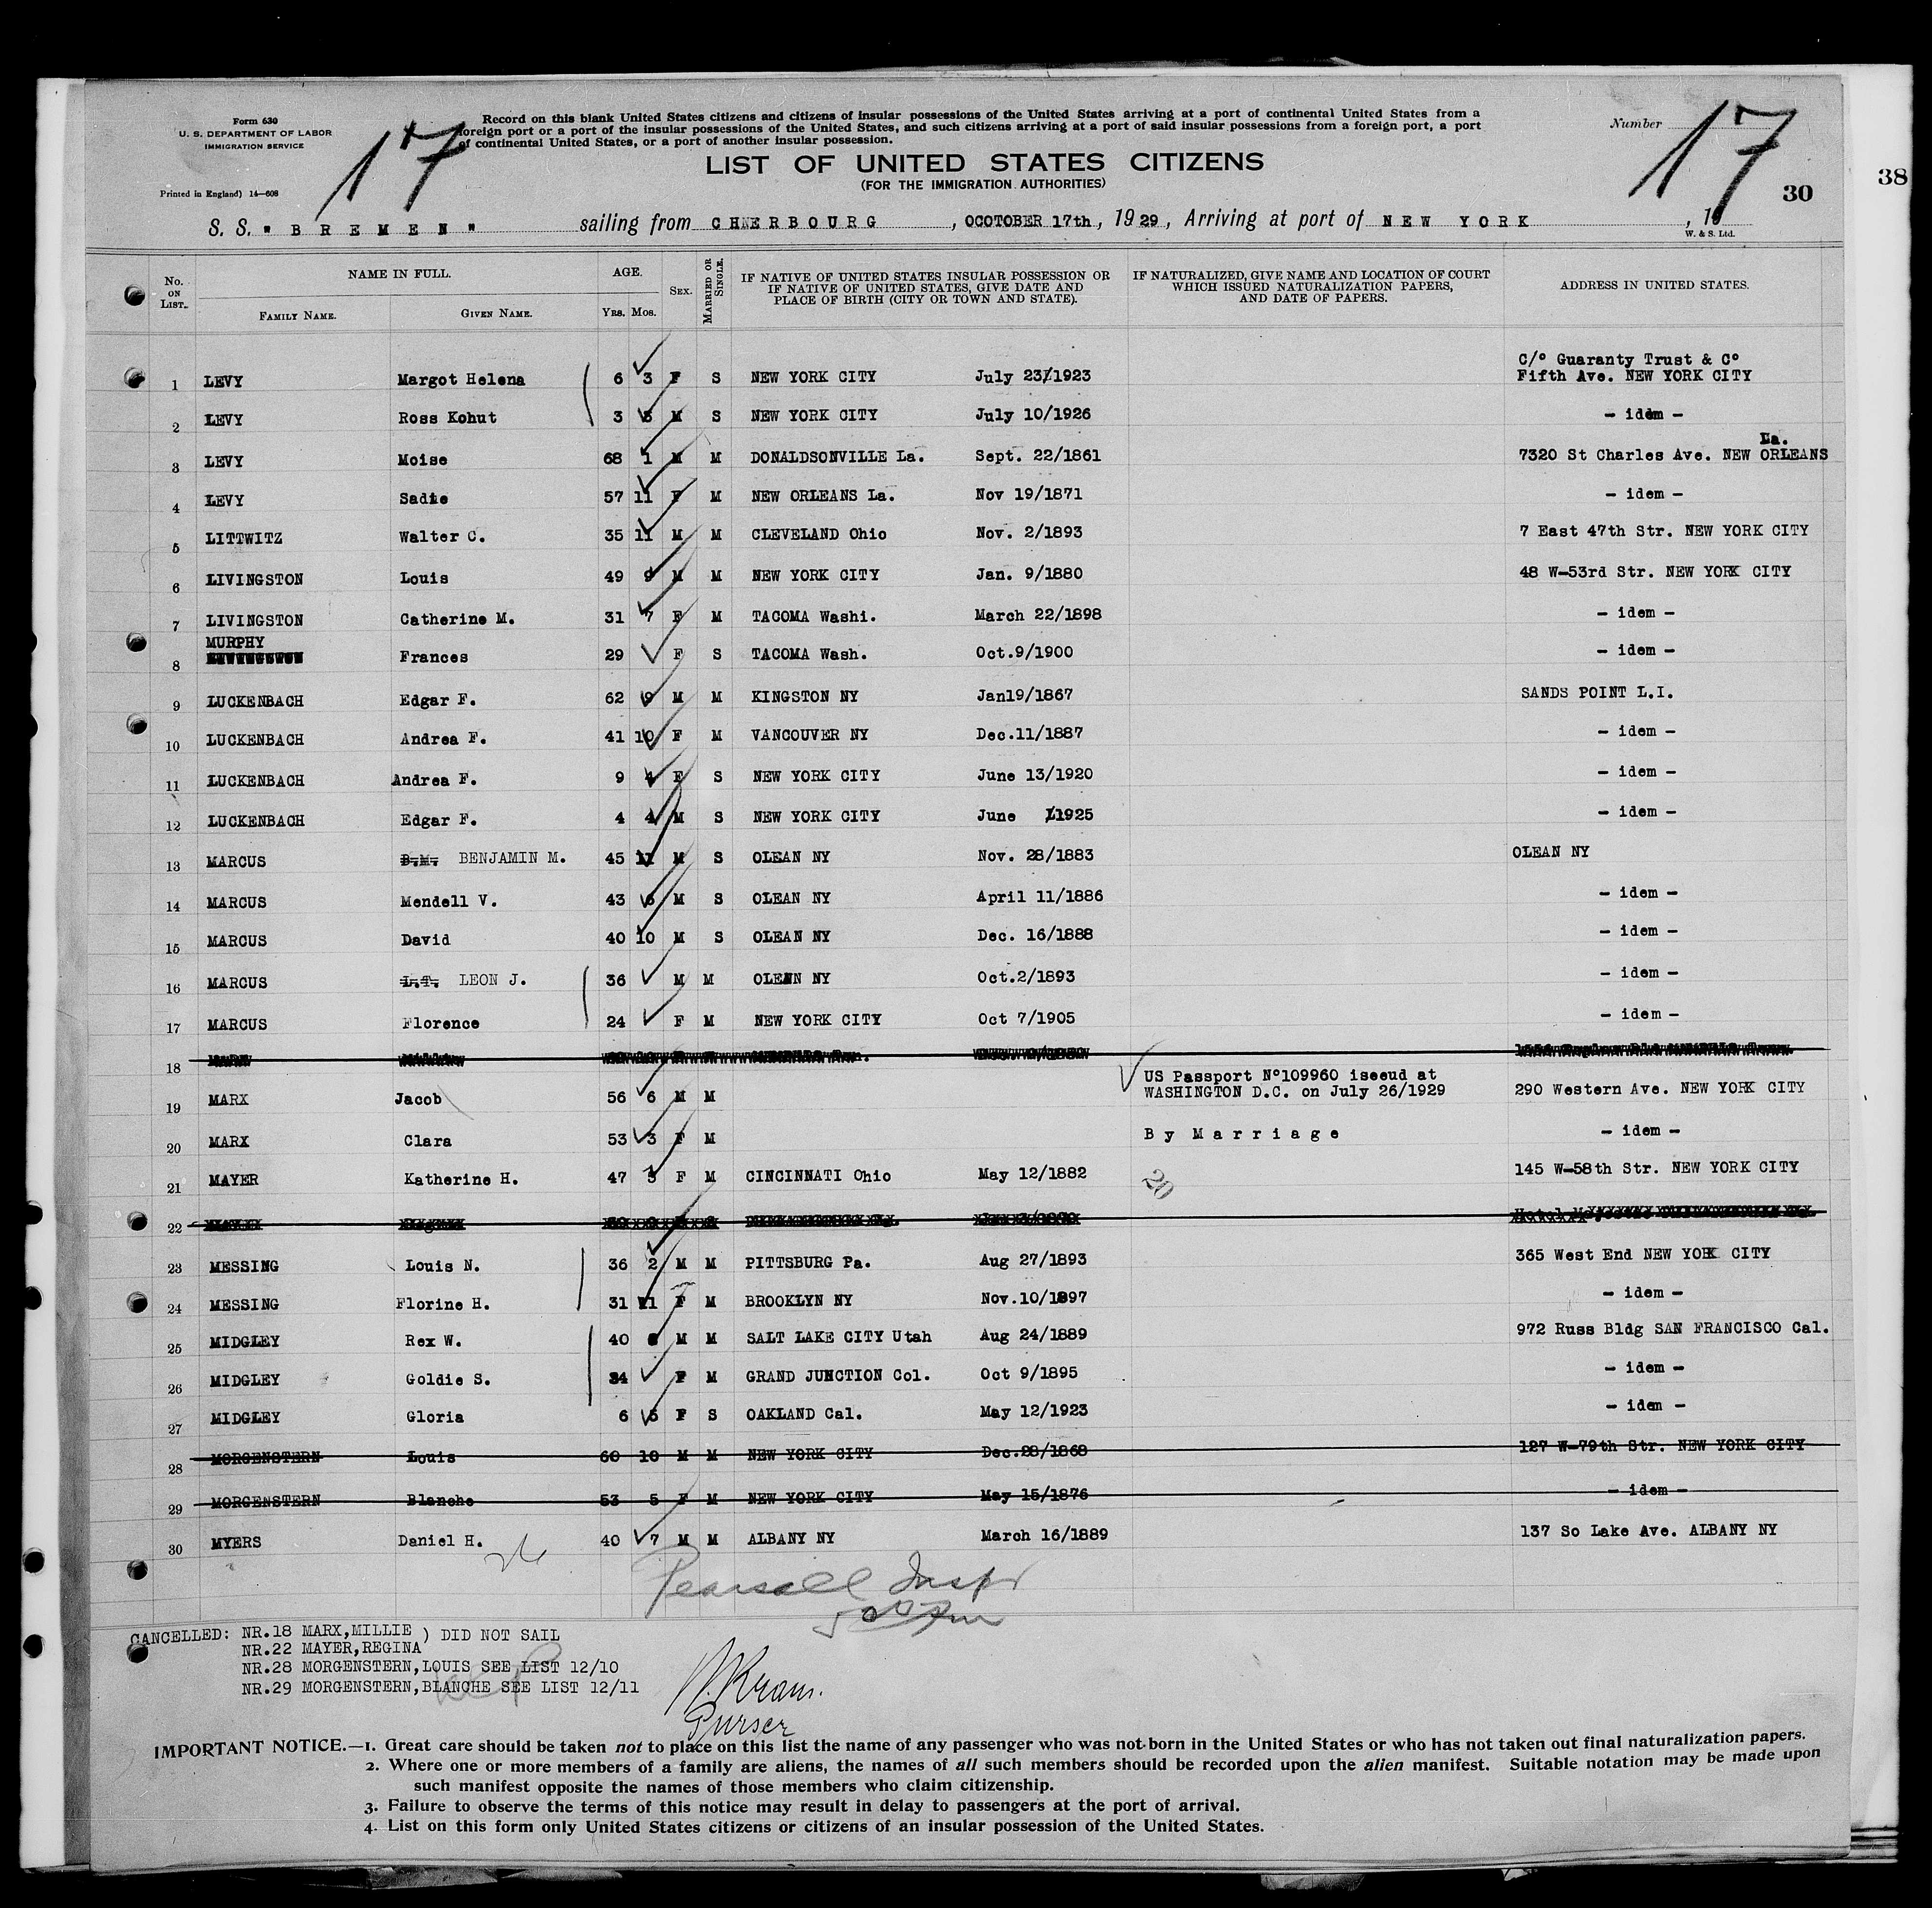 Form 630
U. S. DEPARTMENT OF LABOR
IMMIGRATION SERVICE
Printed in England) 14—608
17
Record on this blank United States citizens and citizens of insular possessions of the United States arriving at a port of continental United States from a
foreign port or a port of the insular possessions of the United States, and such citizens arriving at a port of said insular possessions from a foreign port, a port
of continental United States, or a port of another insular possession.
LIST OF UNITED STATES CITIZENS
(FOR THE IMMIGRATION AUTHORITIES)
Number 17
30
38
S. S. "BREMEN" sailing from CHERBOURG, OCOTOBER 17th, 1929, Arriving at port of NEW YORK, 1
W. & S. Ltd.
No. ON LIST. NAME IN FULL. AGE. SEX. MARRIED OR SINGLE. IF NATIVE OF UNITED STATES INSULAR POSSESSION OR IF NATIVE OF UNITED STATES, GIVE DATE AND PLACE OF BIRTH (CITY OR TOWN AND STATE). IF NATURALIZED, GIVE NAME AND LOCATION OF COURT WHICH ISSUED NATURALIZATION PAPERS, AND DATE OF PAPERS. ADDRESS IN UNITED STATES.
FAMILY NAME. GIVEN NAME. YRS. MOS.
C/o Guaranty Trust & Co
1 LEVY Margot Helena 6 3 F S NEW YORK CITY July 23/1923 Fifth Ave. NEW YORK CITY
2 LEVY Ross Kohut 3 3 M S NEW YORK CITY July 10/1926 - idem -
La.
3 LEVY Moise 68 1 M M DONALDSONVILLE La. Sept. 22/1861 7320 St Charles Ave. NEW ORLEANS
4 LEVY Sadie 57 11 F M NEW ORLEANS La. Nov 19/1871 - idem -
5 LITTWITZ Walter C. 35 11 M M CLEVELAND Ohio Nov. 2/1893 7 East 47th Str. NEW YORK CITY
6 LIVINGSTON Louis 49 9 M M NEW YORK CITY Jan. 9/1880 48 W-53rd Str. NEW YORK CITY
7 LIVINGSTON Catherine M. 31 7 F M TACOMA Washi. March 22/1898 - idem -
MURPHY
8 Frances 29 F S TACOMA Wash. Oct.9/1900 - idem -
9 LUCKENBACH Edgar F. 62 9 M M KINGSTON NY Jan19/1867 SANDS POINT L.I.
10 LUCKENBACH Andrea F. 41 10 F M VANCOUVER NY Dec.11/1887 - idem -
11 LUCKENBACH Andrea F. 9 4 F S NEW YORK CITY June 13/1920 - idem -
12 LUCKENBACH Edgar F. 4 4 M S NEW YORK CITY June /1925 - idem -
13 MARCUS B.M. BENJAMIN M. 45 11 M S OLEAN NY Nov. 28/1883 OLEAN NY
14 MARCUS Mendell V. 43 6 M S OLEAN NY April 11/1886 - idem -
15 MARCUS David 40 10 M S OLEAN NY Dec. 16/1888 - idem -
16 MARCUS LEON J. 36 M M OLEAN NY Oct.2/1893 - idem -
17 MARCUS Florence 24 F M NEW YORK CITY Oct 7/1905 - idem -
18
US Passport No109960 iseeud at
19 MARX Jacob 56 6 M M WASHINGTON D.C. on July 26/1929 290 Western Ave. NEW YORK CITY
20 MARX Clara 53 3 F M By Marriage - idem -
21 MAYER Katherine H. 47 5 F M CINCINNATI Ohio May 12/1882 20 145 W-58th Str. NEW YORK CITY
22
23 MESSING Louis N. 36 2 M M PITTSBURG Pa. Aug 27/1893 365 West End NEW YORK CITY
24 MESSING Florine H. 31 11 F M BROOKLYN NY Nov.10/1897 - idem -
25 MIDGLEY Rex W. 40 M M SALT LAKE CITY Utah Aug 24/1889 972 Russ Bldg SAN FRANCISCO Cal.
26 MIDGLEY Goldie S. 34 F M GRAND JUNCTION Col. Oct 9/1895 - idem -
27 MIDGLEY Gloria 6 5 F S OAKLAND Cal. May 12/1923 - idem -
28 MORGENSTERN Louis 60 10 M M NEW YORK CITY Dec.28/1868 127 W-79th Str. NEW YORK CITY
29 MORGENSTERN Blanche 53 5 F M NEW YORK CITY May 15/1876 - idem -
30 MYERS Daniel H. 40 7 M M ALBANY NY March 16/1889 137 So Lake Ave. ALBANY NY
Pearsall Inspr
CANCELLED: NR.18 MARX,MILLIE ) DID NOT SAIL
NR.22 MAYER,REGINA
NR.28 MORGENSTERN,LOUIS SEE LIST 12/10
NR.29 MORGENSTERN,BLANCHE SEE LIST 12/11
Purser
IMPORTANT NOTICE.—1. Great care should be taken not to place on this list the name of any passenger who was not born in the United States or who has not taken out final naturalization papers.
2. Where one or more members of a family are aliens, the names of all such members should be recorded upon the alien manifest. Suitable notation may be made upon
such manifest opposite the names of those members who claim citizenship.
3. Failure to observe the terms of this notice may result in delay to passengers at the port of arrival.
4. List on this form only United States citizens or citizens of an insular possession of the United States.